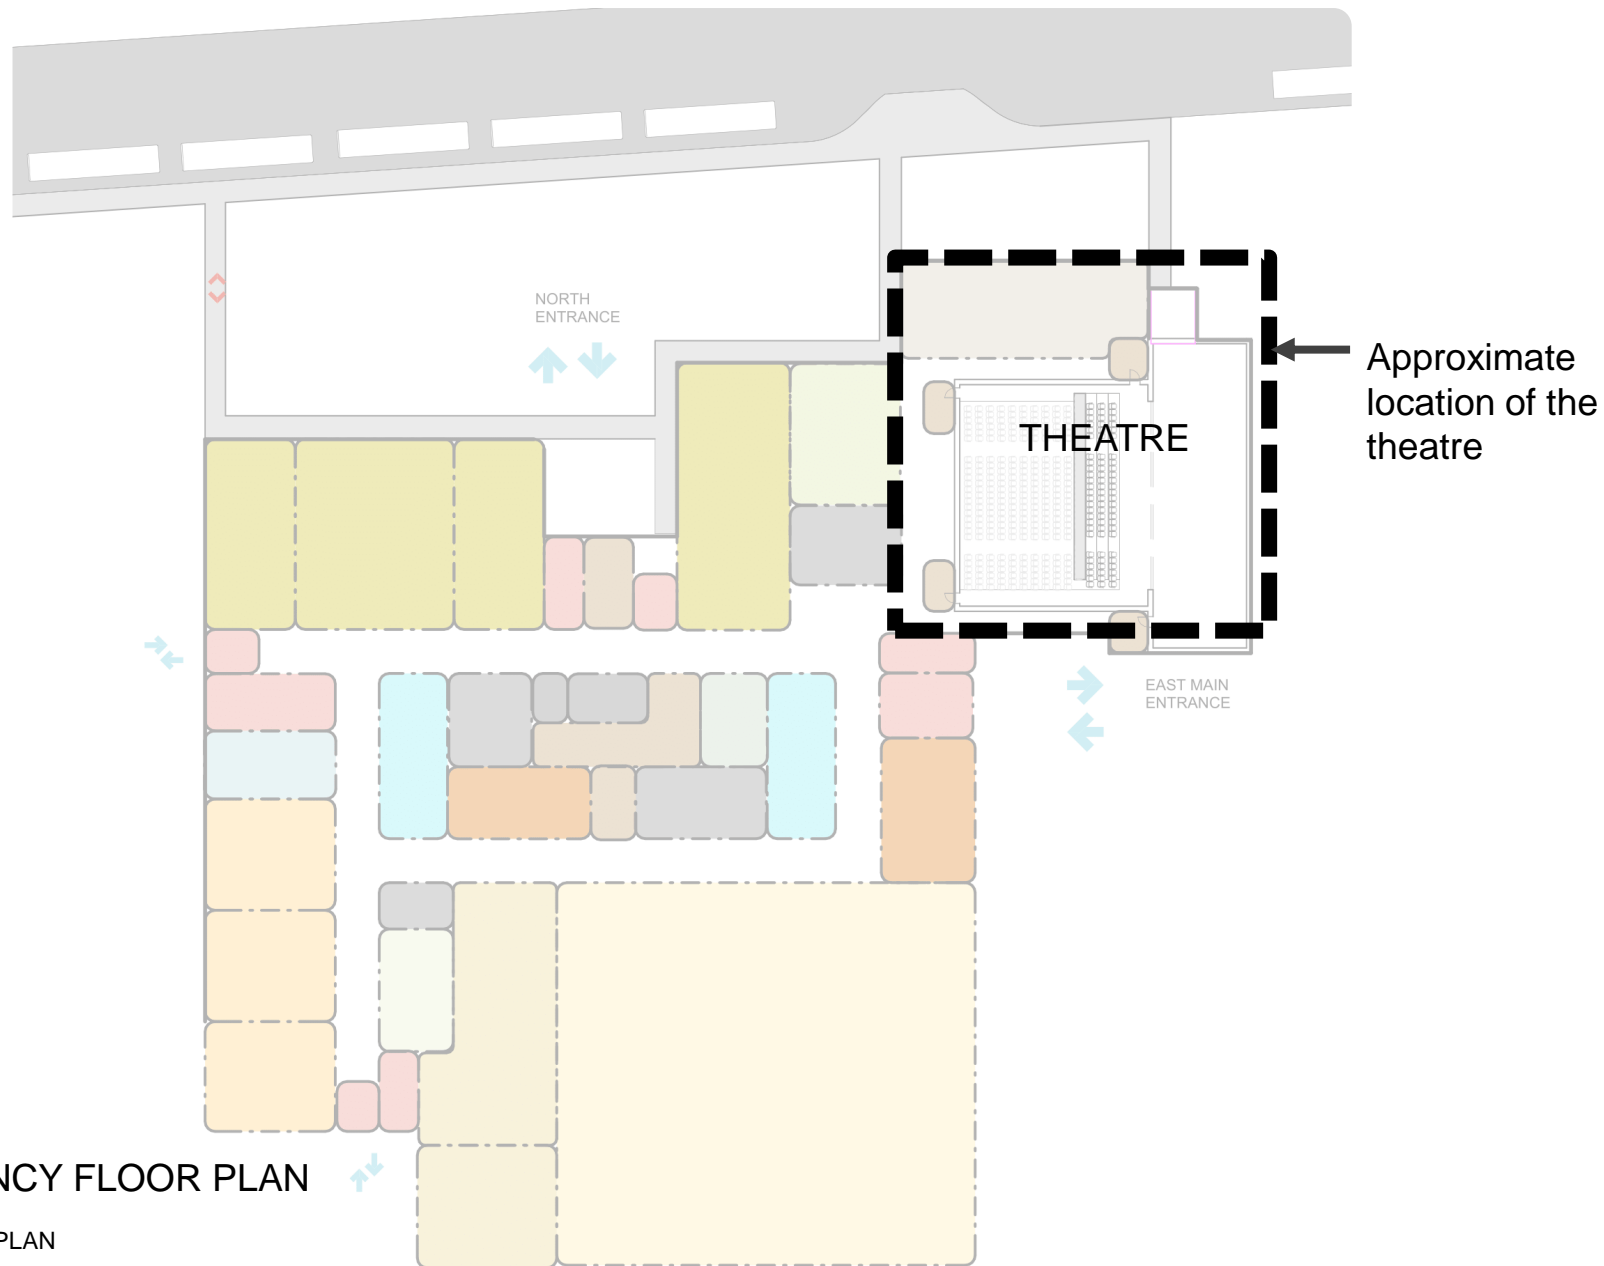 NORTH
ENTRANCE
Approximate
location of the
theatre
THEATRE
EAST MAIN
ENTRANCE
NCY FLOOR PLAN
PLAN